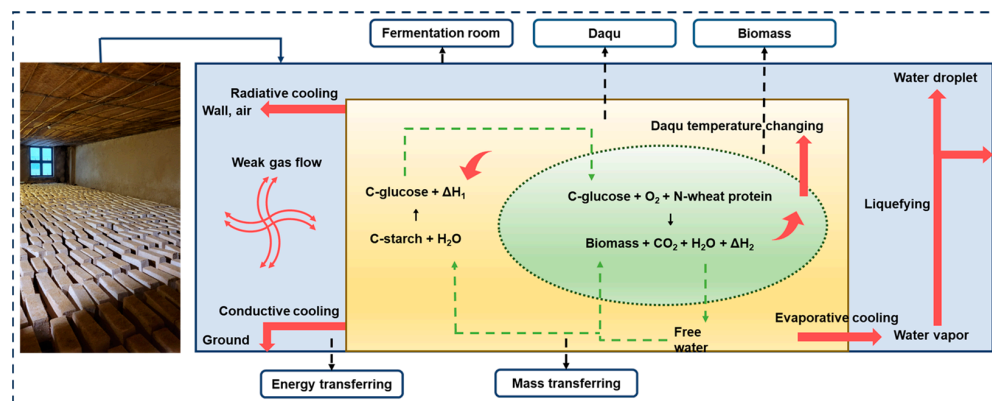 Fermentation room
Daqu
Biomass
Radiative cooling
Wall, air
Water droplet
Daqu temperature changing
Weak gas flow
C-glucose + ΔH₁
C-starch + H₂O
C-glucose + O₂ + N-wheat protein
Biomass + CO₂ + H₂O + ΔH₂
Liquefying
Conductive cooling
Ground
Free
water
Evaporative cooling
Water vapor
Energy transferring
Mass transferring